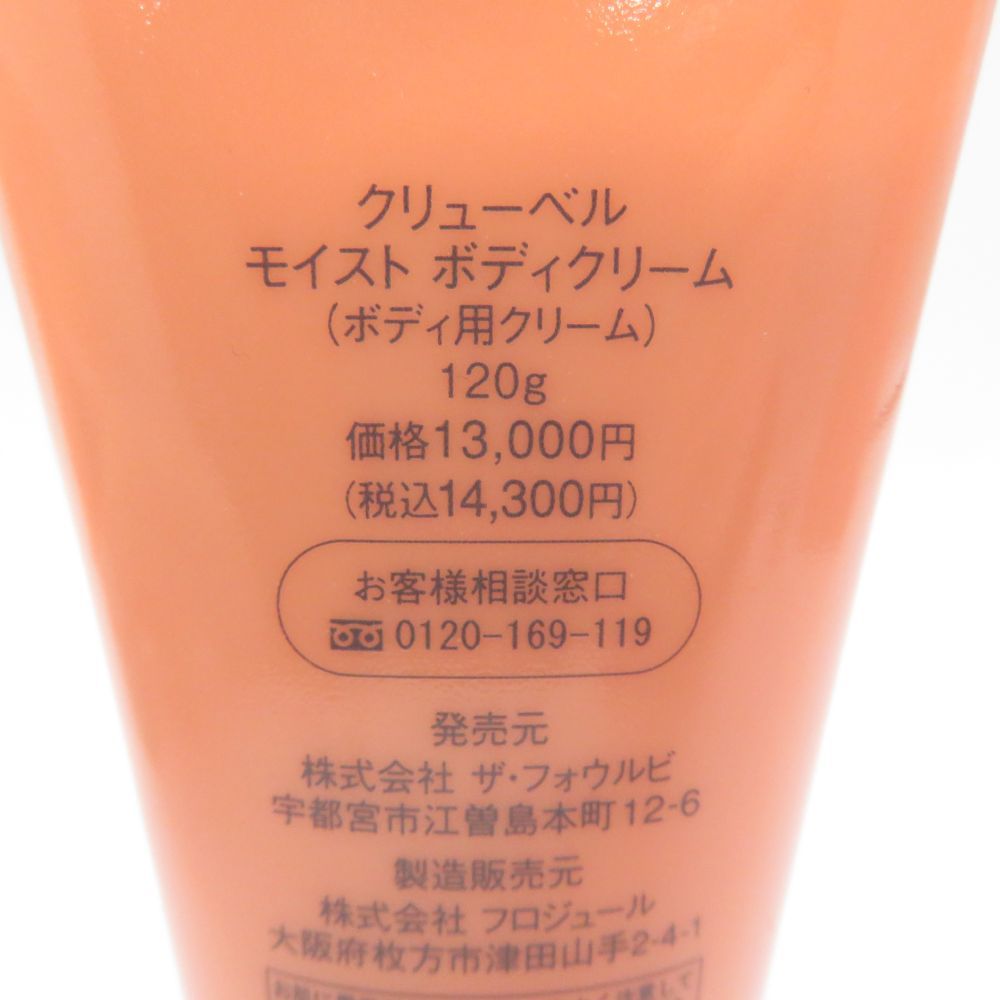 クリューベル
モイスト ボディクリーム
(ボディ用クリーム)
120g
価格13,000円
(税込14,300円)
お客様相談窓口
0120-169-119
発売元
株式会社 ザ・フォウルビ
宇都宮市江曽島本町12-6
製造販売元
株式会社 フロジュール
大阪府枚方市津田山手2-4-1